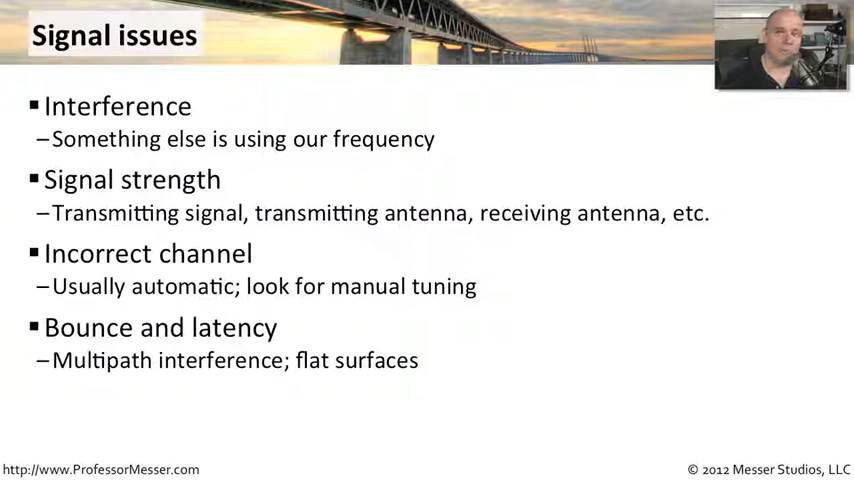 Signal issues
▪Interference
–Something else is using our frequency
▪Signal strength
–Transmitting signal, transmitting antenna, receiving antenna, etc.
▪Incorrect channel
–Usually automatic; look for manual tuning
▪Bounce and latency
–Multipath interference; flat surfaces
http://www.ProfessorMesser.com
© 2012 Messer Studios, LLC